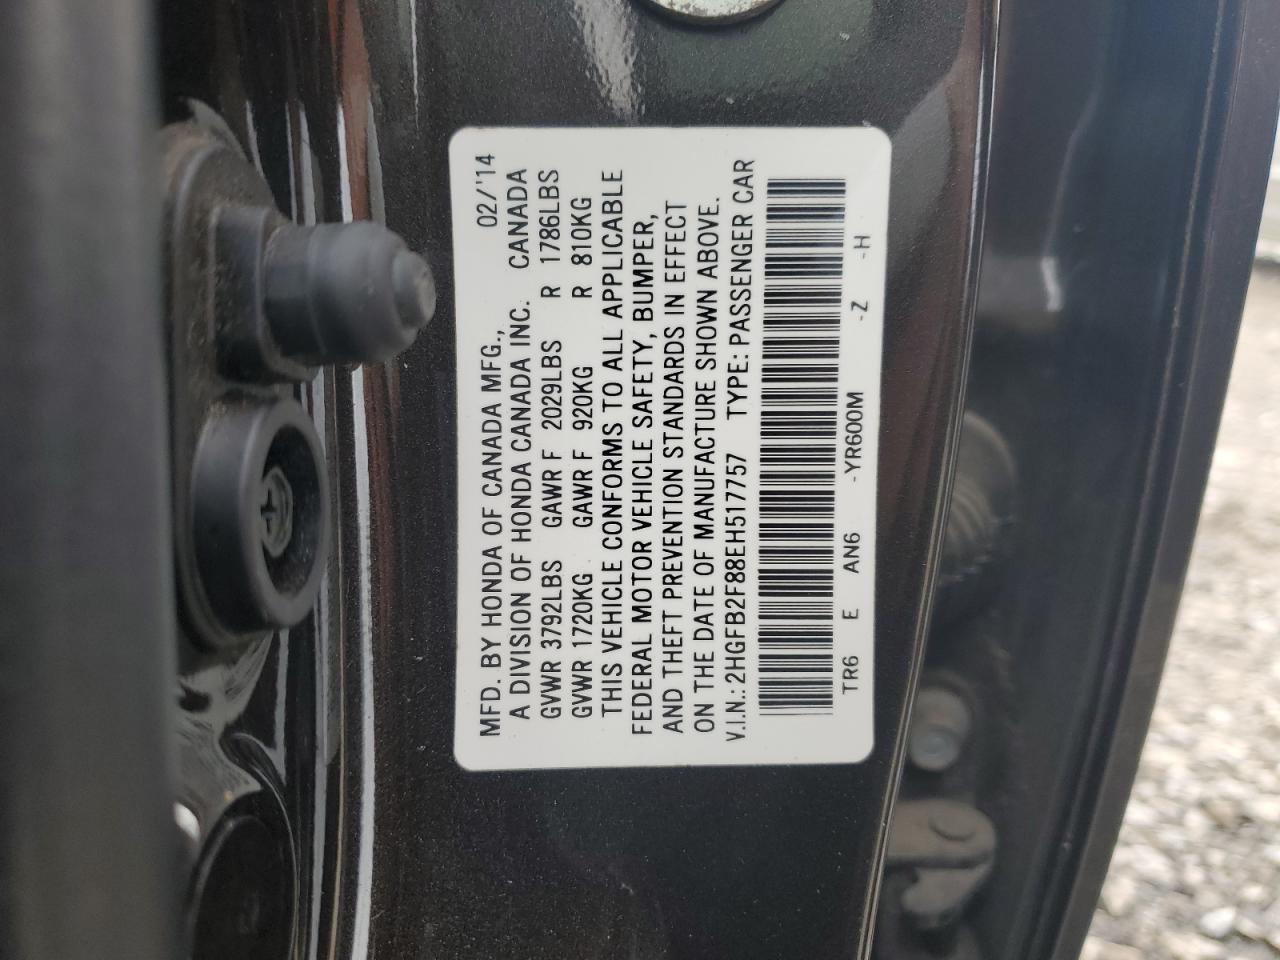 MFD. BY HONDA OF CANADA MFG., 02/'14
A DIVISION OF HONDA CANADA INC. CANADA
GVWR 3792LBS GAWR F 2029LBS R 1786LBS
GVWR 1720KG GAWR F 920KG R 810KG
THIS VEHICLE CONFORMS TO ALL APPLICABLE
FEDERAL MOTOR VEHICLE SAFETY, BUMPER,
AND THEFT PREVENTION STANDARDS IN EFFECT
ON THE DATE OF MANUFACTURE SHOWN ABOVE.
V.I.N.: 2HGFB2F88EH517757 TYPE: PASSENGER CAR
TR6 E AN6 -YR600M -Z -H